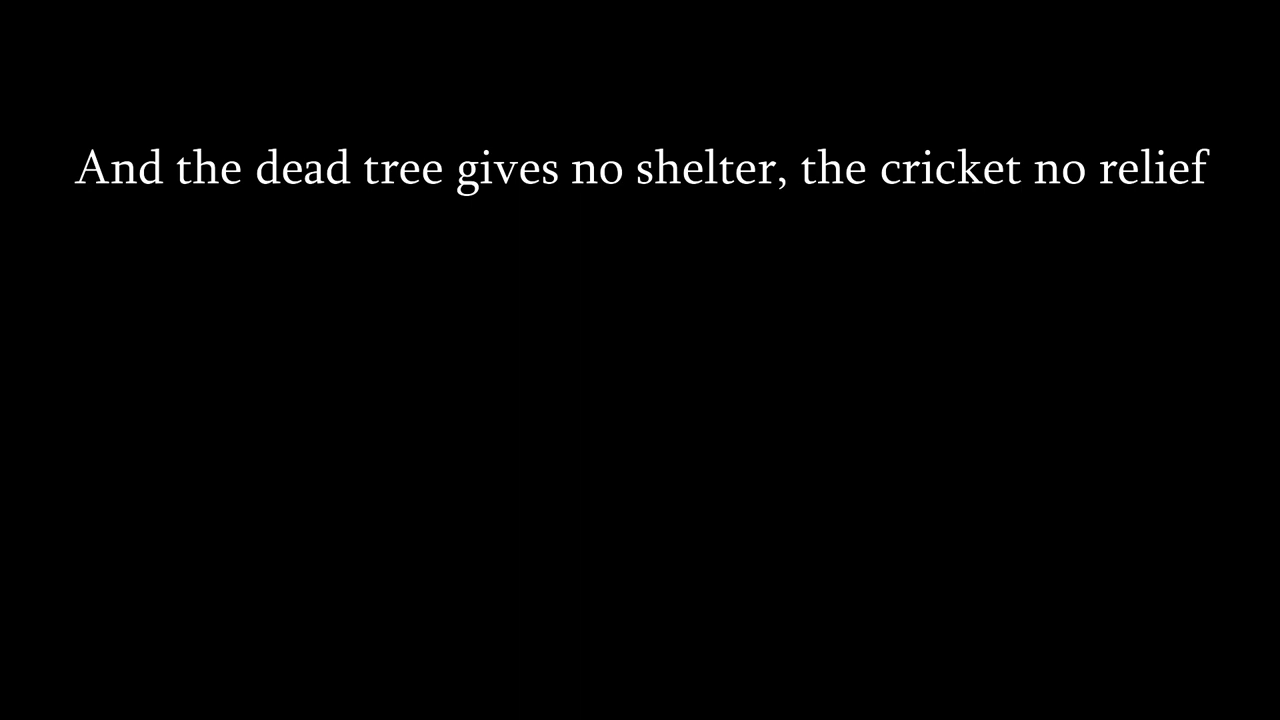 And the dead tree gives no shelter, the cricket no relief